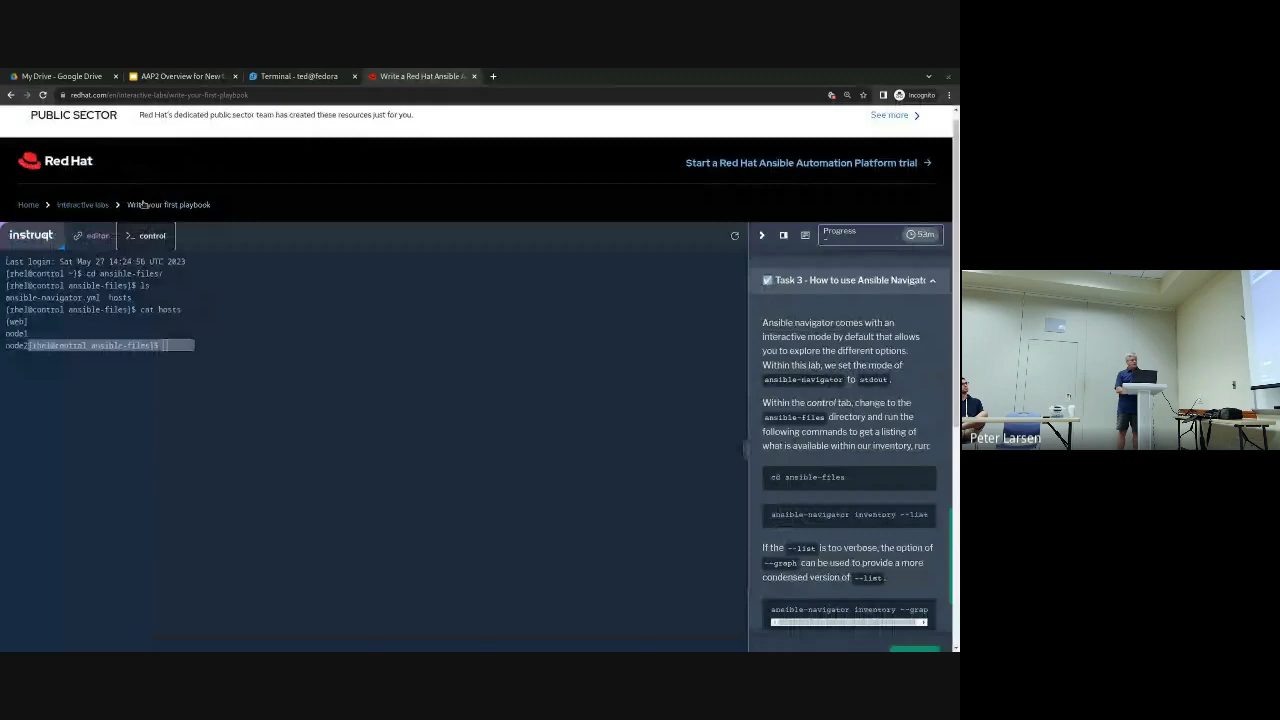 My Drive - Google Drive
AAP2 Overview for New
Terminal - ted@fedora
Write a Red Hat Ansible A
redhat.com/en/interactive-labs/write-your-first-playbook
Incognito
PUBLIC SECTOR
Red Hat's dedicated public sector team has created these resources just for you.
See more
Red Hat
Start a Red Hat Ansible Automation Platform trial
Home
Interactive labs
Write your first playbook
instruqt
editor
control
Progress
53m
Last login: Sat May 27 14:24:56 UTC 2023
[rhel@control ~]$ cd ansible-files/
[rhel@control ansible-files]$ ls
ansible-navigator.yml hosts
[rhel@control ansible-files]$ cat hosts
[web]
node1
node2[rhel@control ansible-files]$
Task 3 - How to use Ansible Navigato
Ansible navigator comes with an
interactive mode by default that allows
you to explore the different options.
Within this lab, we set the mode of
ansible-navigator to stdout.
Within the control tab, change to the
ansible-files directory and run the
following commands to get a listing of
what is available within our inventory, run:
cd ansible-files
ansible-navigator inventory --list
If the --list is too verbose, the option of
--graph can be used to provide a more
condensed version of --list.
ansible-navigator inventory --grap
Peter Larsen